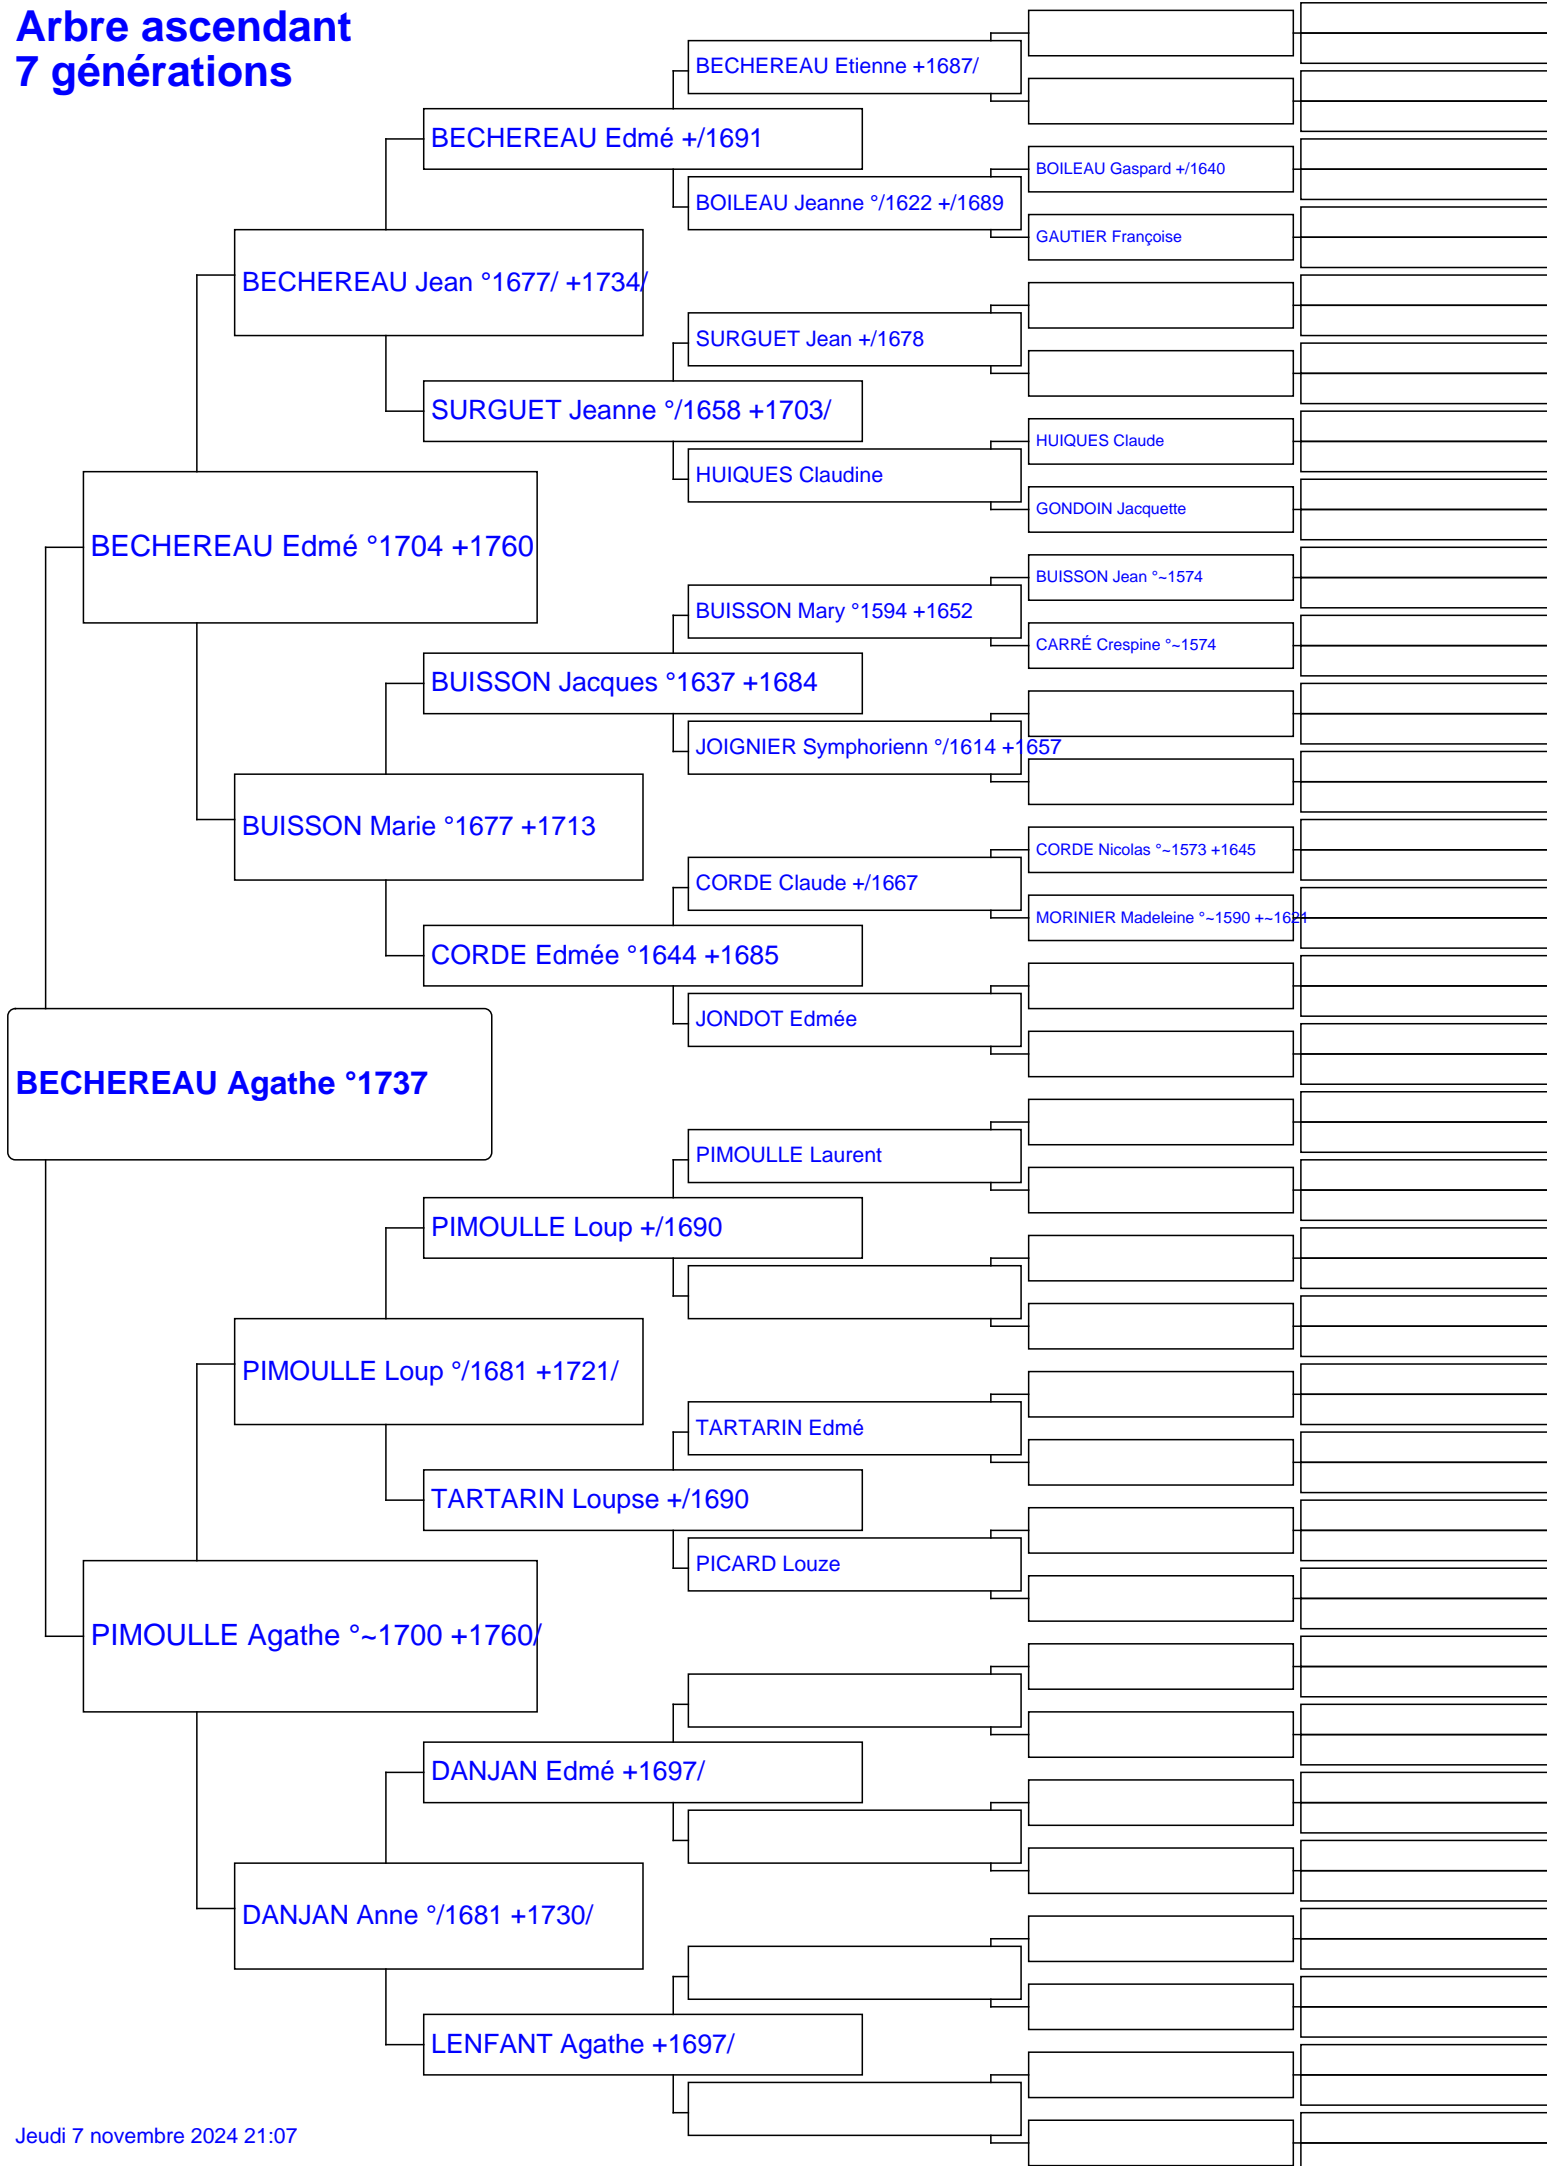 Arbre ascendant
7 générations
BECHEREAU Etienne +1687/
BECHEREAU Edmé +/1691
BOILEAU Gaspard +/1640
BOILEAU Jeanne °/1622 +/1689
GAUTIER Françoise
BECHEREAU Jean °1677/ +1734/
SURGUET Jean +/1678
SURGUET Jeanne °/1658 +1703/
HUIQUES Claude
HUIQUES Claudine
GONDOIN Jacquette
BECHEREAU Edmé °1704 +1760
BUISSON Jean °~1574
BUISSON Mary °1594 +1652
CARRÉ Crespine °~1574
BUISSON Jacques °1637 +1684
JOIGNIER Symphorienn °/1614 +1657
BUISSON Marie °1677 +1713
CORDE Nicolas °~1573 +1645
CORDE Claude +/1667
MORINIER Madeleine °~1590 +~1621
CORDE Edmée °1644 +1685
JONDOT Edmée
BECHEREAU Agathe °1737
PIMOULLE Laurent
PIMOULLE Loup +/1690
PIMOULLE Loup °/1681 +1721/
TARTARIN Edmé
TARTARIN Loupse +/1690
PICARD Louze
PIMOULLE Agathe °~1700 +1760/
DANJAN Edmé +1697/
DANJAN Anne °/1681 +1730/
LENFANT Agathe +1697/
Jeudi 7 novembre 2024 21:07